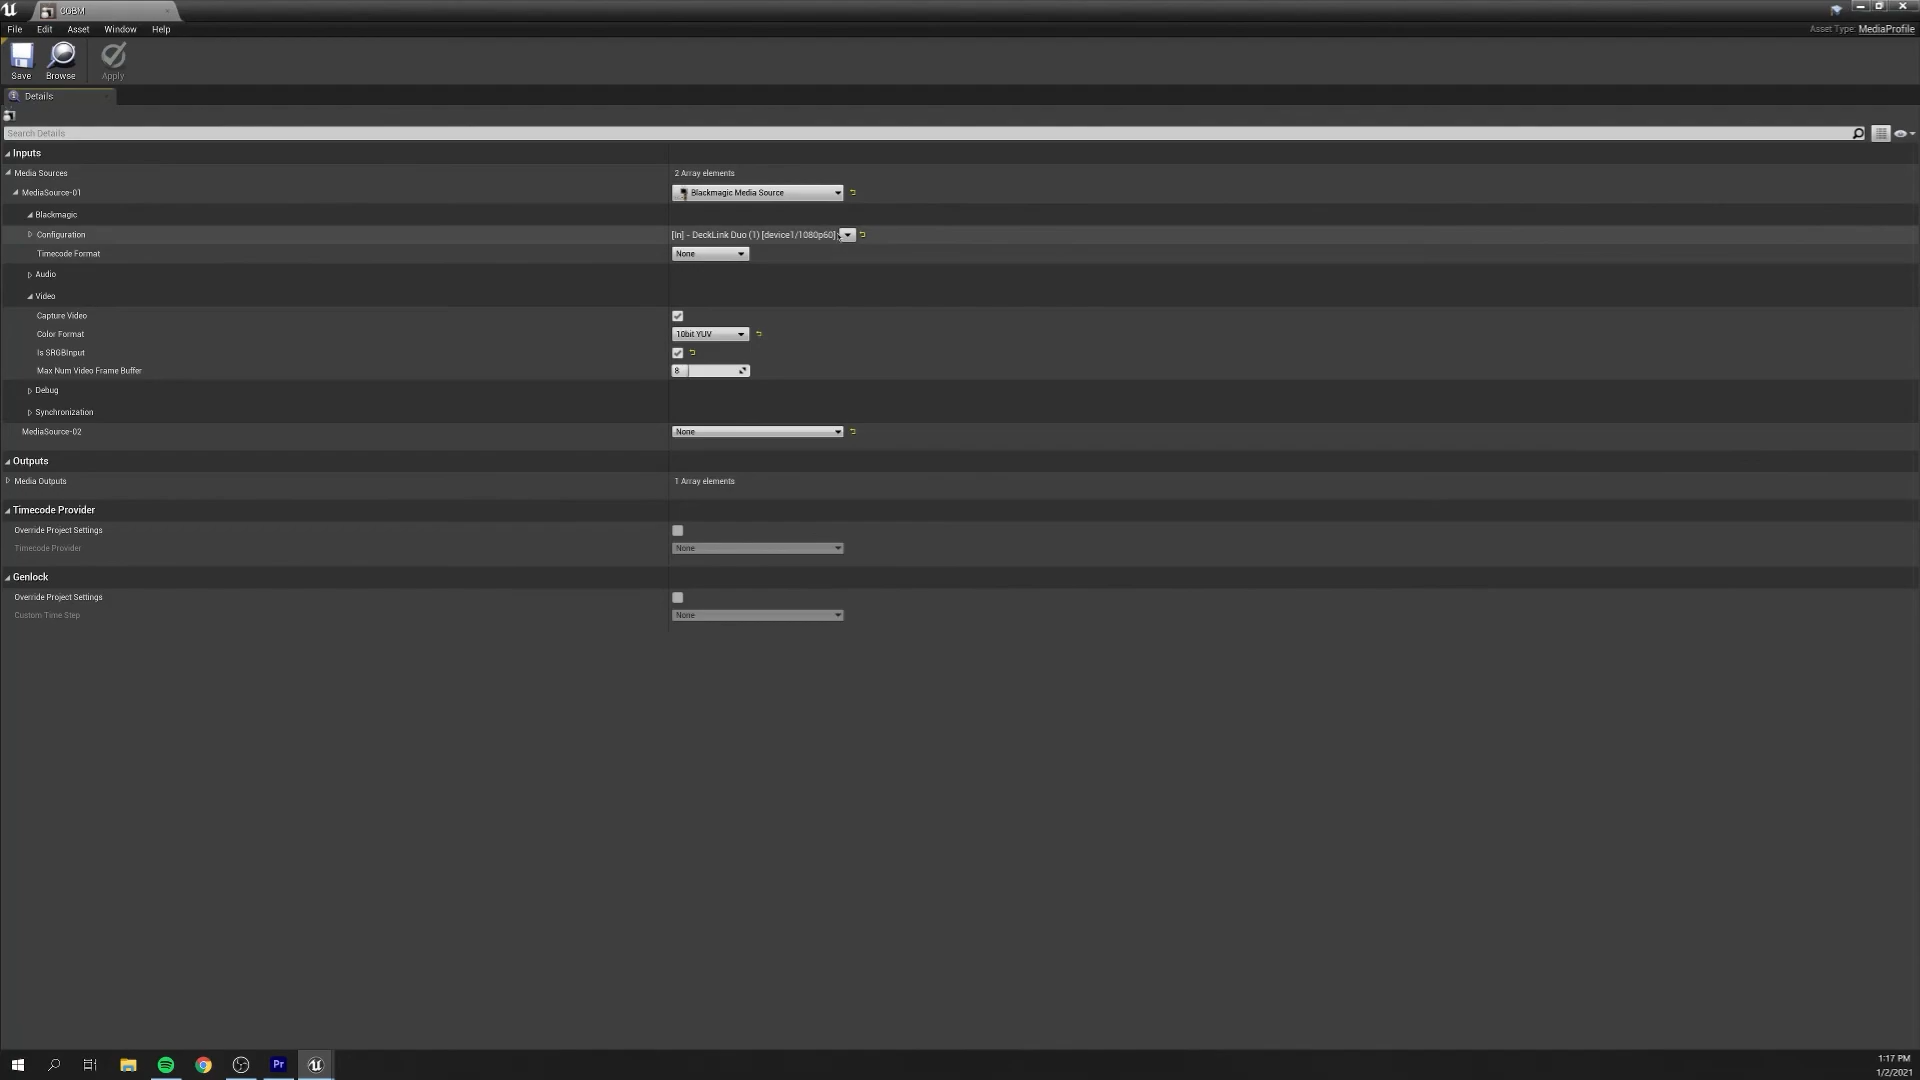 COBM
File Edit Asset Window Help
Asset Type: MediaProfile
Save Browse Apply
Details
Search Details
Inputs
Media Sources 2 Array elements
MediaSource-01 Blackmagic Media Source
Blackmagic
Configuration [In] - DeckLink Duo (1) [device1/1080p60]
Timecode Format None
Audio
Video
Capture Video
Color Format 10bit YUV
Is SRGBInput
Max Num Video Frame Buffer 8
Debug
Synchronization
MediaSource-02 None
Outputs
Media Outputs 1 Array elements
Timecode Provider
Override Project Settings
Timecode Provider None
Genlock
Override Project Settings
Custom Time Step None
Pr
1:17 PM
1/2/2021